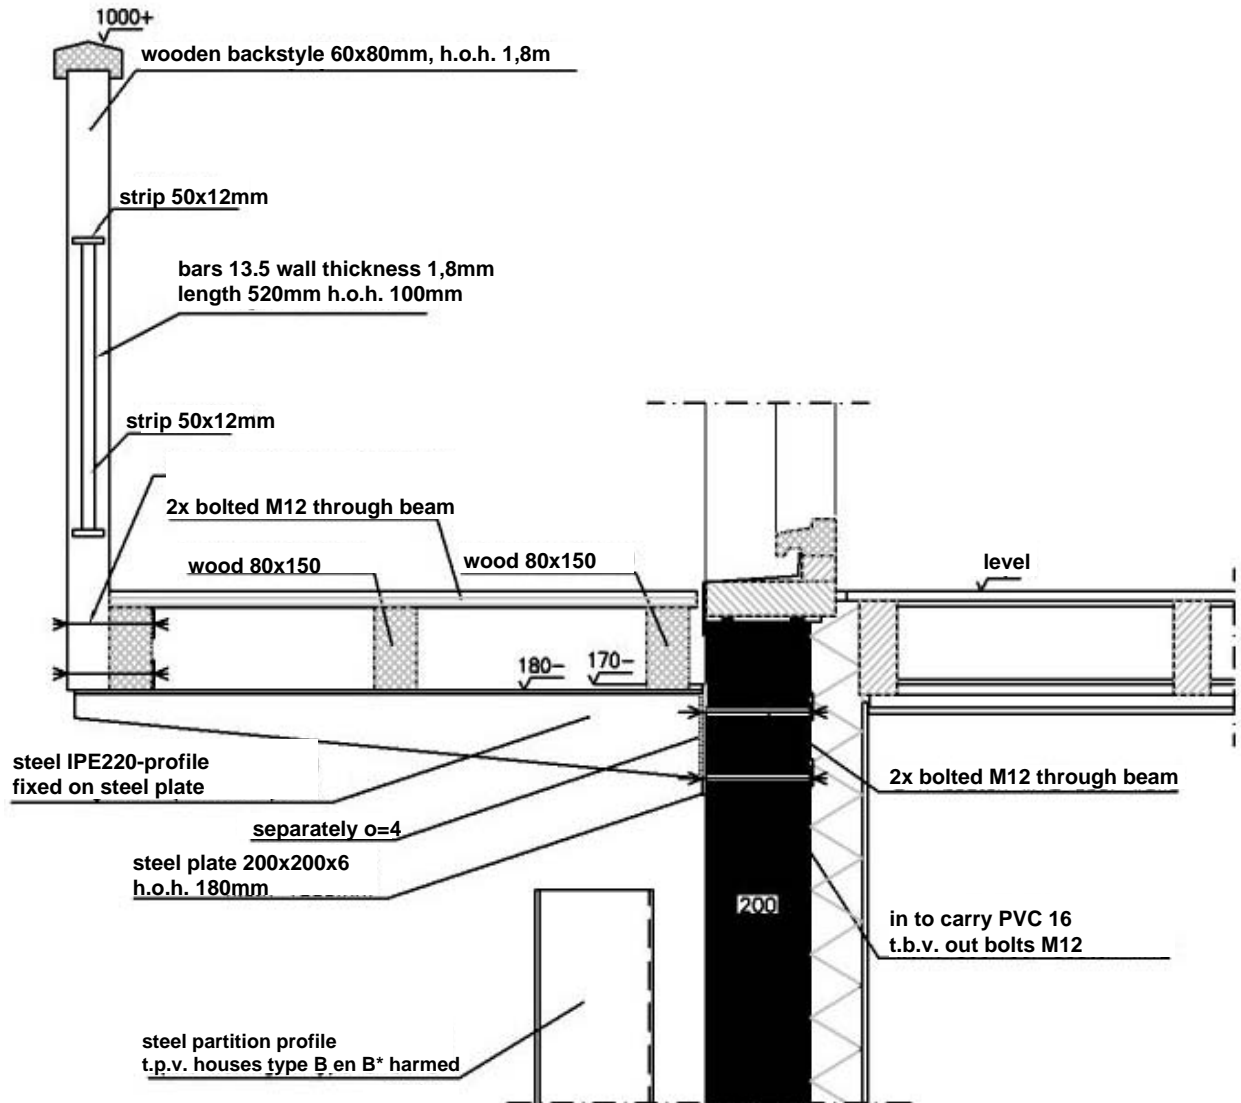 1000+
wooden backstyle 60x80mm, h.o.h. 1,8m
strip 50x12mm
bars 13.5 wall thickness 1,8mm
length 520mm h.o.h. 100mm
strip 50x12mm
2x bolted M12 through beam
wood 80x150
wood 80x150
level
180-
170-
steel IPE220-profile
fixed on steel plate
2x bolted M12 through beam
separately o=4
steel plate 200x200x6
h.o.h. 180mm
200
in to carry PVC 16
t.b.v. out bolts M12
steel partition profile
t.p.v. houses type B en B* harmed